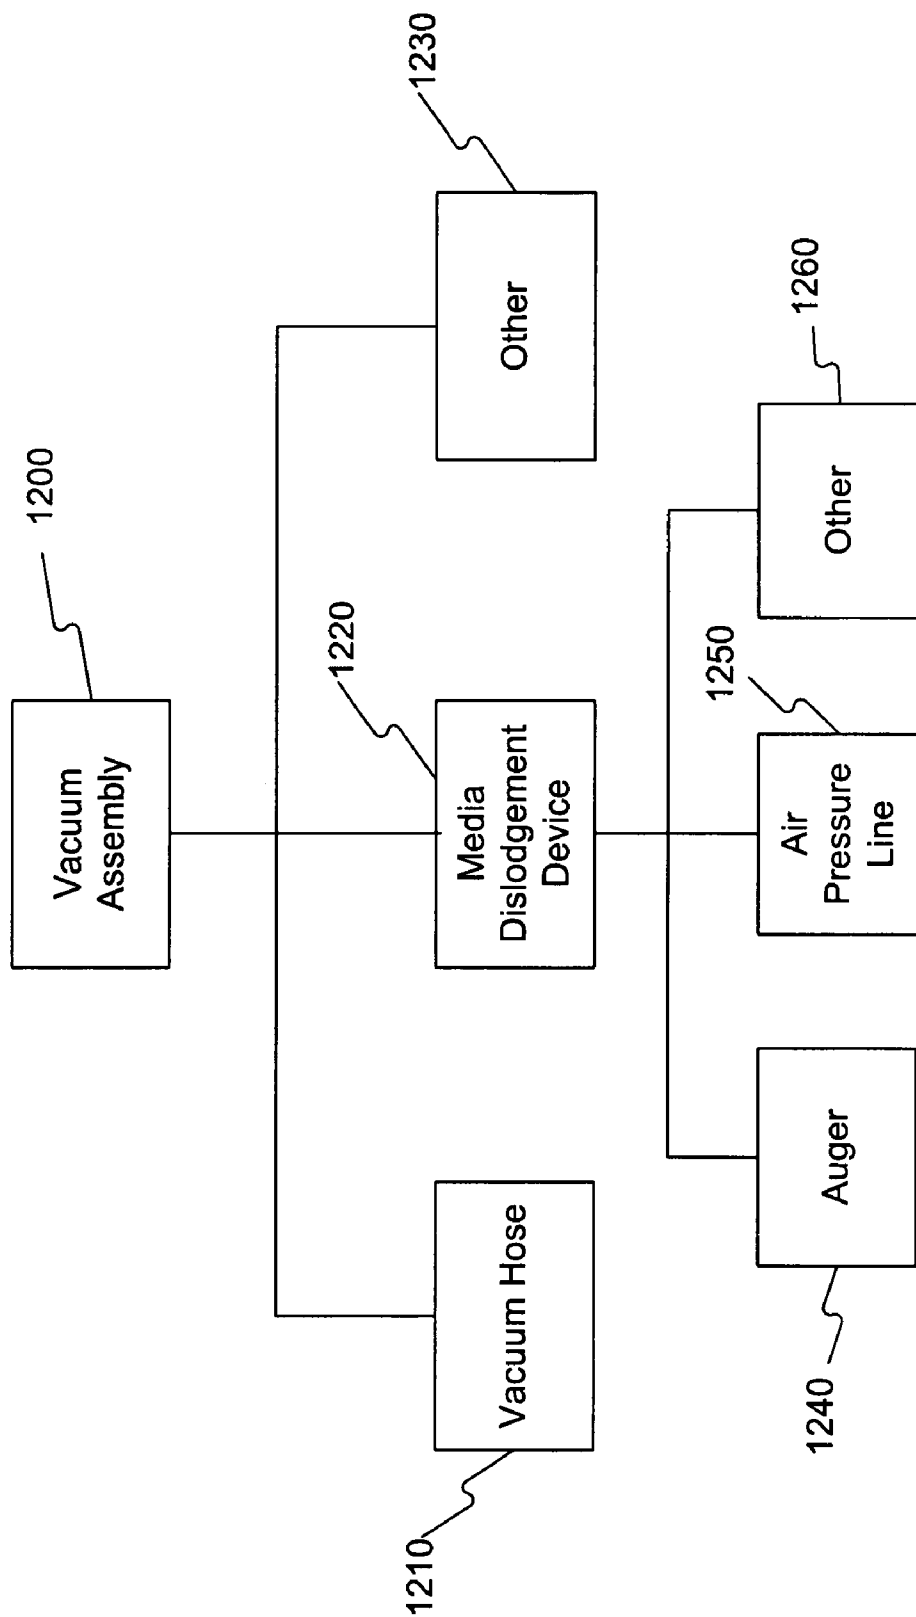 1200
Vacuum
Assembly
1210
Vacuum Hose
1220
Media
Dislodgement
Device
1230
Other
1240
Auger
1250
Air
Pressure
Line
1260
Other